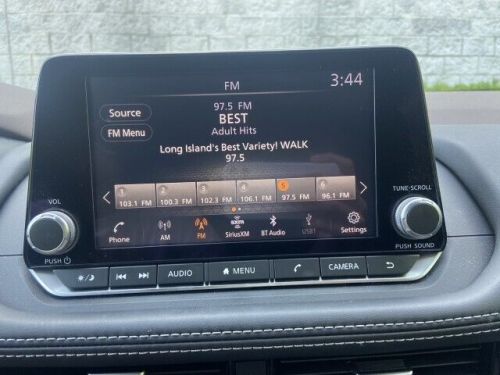 FM
3:44
Source
FM Menu
97.5 FM
BEST
Adult Hits
Long Island's Best Variety! WALK
97.5
1 2 3 4 5 6
103.1 FM 100.3 FM 102.3 FM 106.1 FM 97.5 FM 96.1 FM
Phone AM FM SiriusXM BT Audio USB1 Settings
VOL
PUSH
TUNE·SCROLL
PUSH SOUND
AUDIO
MENU
CAMERA